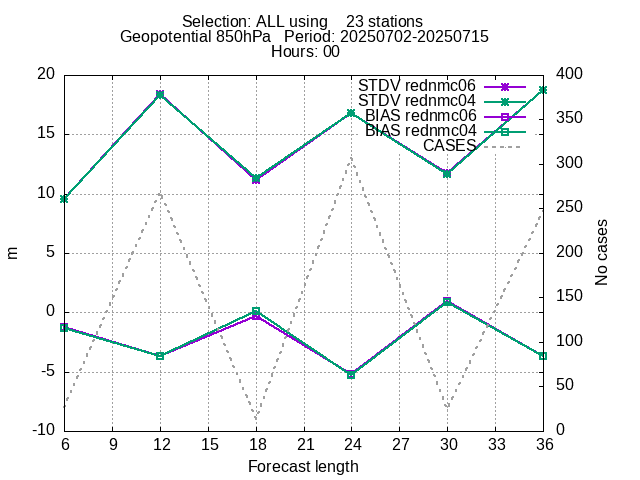 Selection: ALL using    23 stations
Geopotential 850hPa   Period: 20250702-20250715
Hours: 00
STDV rednmc06
STDV rednmc04
BIAS rednmc06
BIAS rednmc04
CASES
20
15
10
5
0
-5
-10
m
400
350
300
250
200
150
100
50
0
No cases
6 9 12 15 18 21 24 27 30 33 36
Forecast length